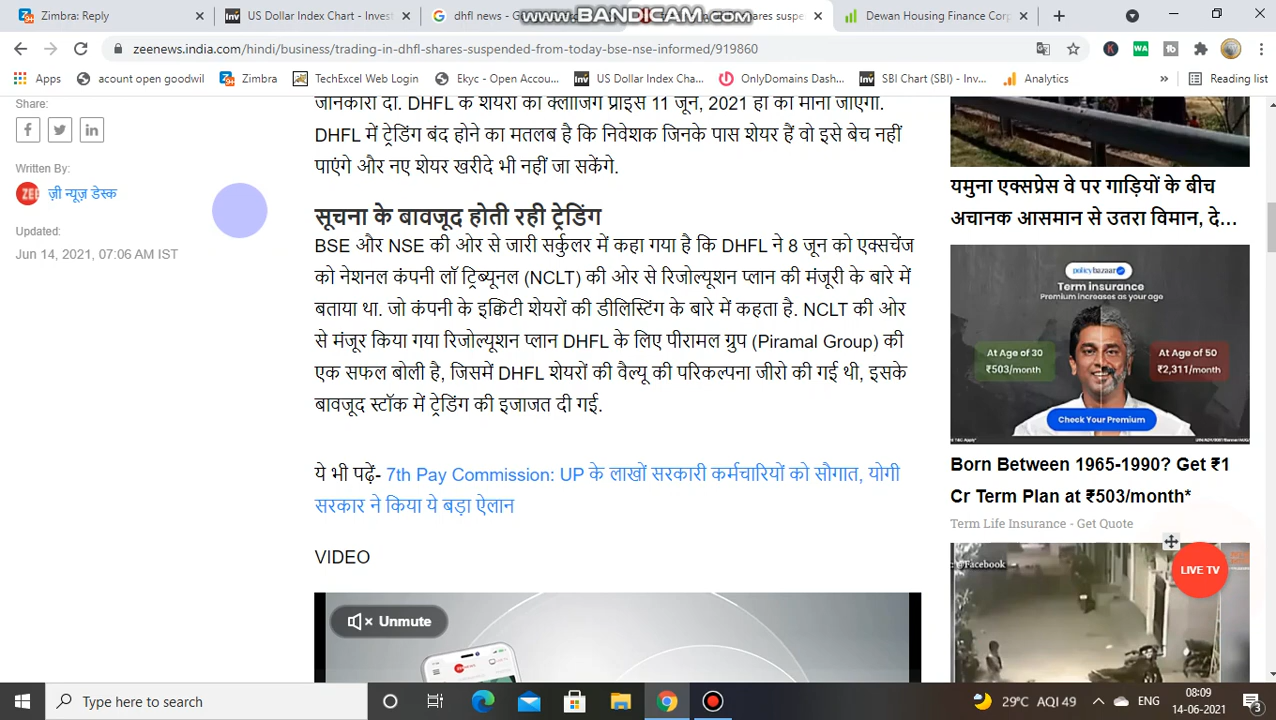 Zimbra: Reply
US Dollar Index Chart - Invest
dhfl news - G
www.BANDICAM.com
shares suspe
Dewan Housing Finance Corp
zeenews.india.com/hindi/business/trading-in-dhfl-shares-suspended-from-today-bse-nse-informed/919860
Apps
acount open goodwil
Zimbra
TechExcel Web Login
Ekyc - Open Accou...
US Dollar Index Cha...
OnlyDomains Dash...
SBI Chart (SBI) - Inv...
Analytics
Reading list
Share:
Written By:
ज़ी न्यूज़ डेस्क
Updated:
Jun 14, 2021, 07:06 AM IST
जानकारी दी. DHFL के शेयरों का क्लोजिंग प्राइस 11 जून, 2021 ही का माना जाएगा.
DHFL में ट्रेडिंग बंद होने का मतलब है कि निवेशक जिनके पास शेयर हैं वो इसे बेच नहीं
पाएंगे और नए शेयर खरीदे भी नहीं जा सकेंगे.
सूचना के बावजूद होती रही ट्रेडिंग
BSE और NSE की ओर से जारी सर्कुलर में कहा गया है कि DHFL ने 8 जून को एक्सचेंज
को नेशनल कंपनी लॉ ट्रिब्यूनल (NCLT) की ओर से रिजोल्यूशन प्लान की मंजूरी के बारे में
बताया था. जो कंपनी के इक्विटी शेयरों की डीलिस्टिंग के बारे में कहता है. NCLT की ओर
से मंजूर किया गया रिजोल्यूशन प्लान DHFL के लिए पीरामल ग्रुप (Piramal Group) की
एक सफल बोली है, जिसमें DHFL शेयरों की वैल्यू की परिकल्पना जीरो की गई थी, इसके
बावजूद स्टॉक में ट्रेडिंग की इजाजत दी गई.
ये भी पढ़ें- 7th Pay Commission: UP के लाखों सरकारी कर्मचारियों को सौगात, योगी
सरकार ने किया ये बड़ा ऐलान
VIDEO
Unmute
यमुना एक्सप्रेस वे पर गाड़ियों के बीच
अचानक आसमान से उतरा विमान, दे...
policybazaar
Term insurance
Premium increases as your age
At Age of 30
₹503/month
At Age of 50
₹2,311/month
Check Your Premium
Born Between 1965-1990? Get ₹1
Cr Term Plan at ₹503/month*
Term Life Insurance - Get Quote
@Facebook
LIVE TV
Type here to search
29°C AQI 49
ENG
08:09
14-06-2021
3